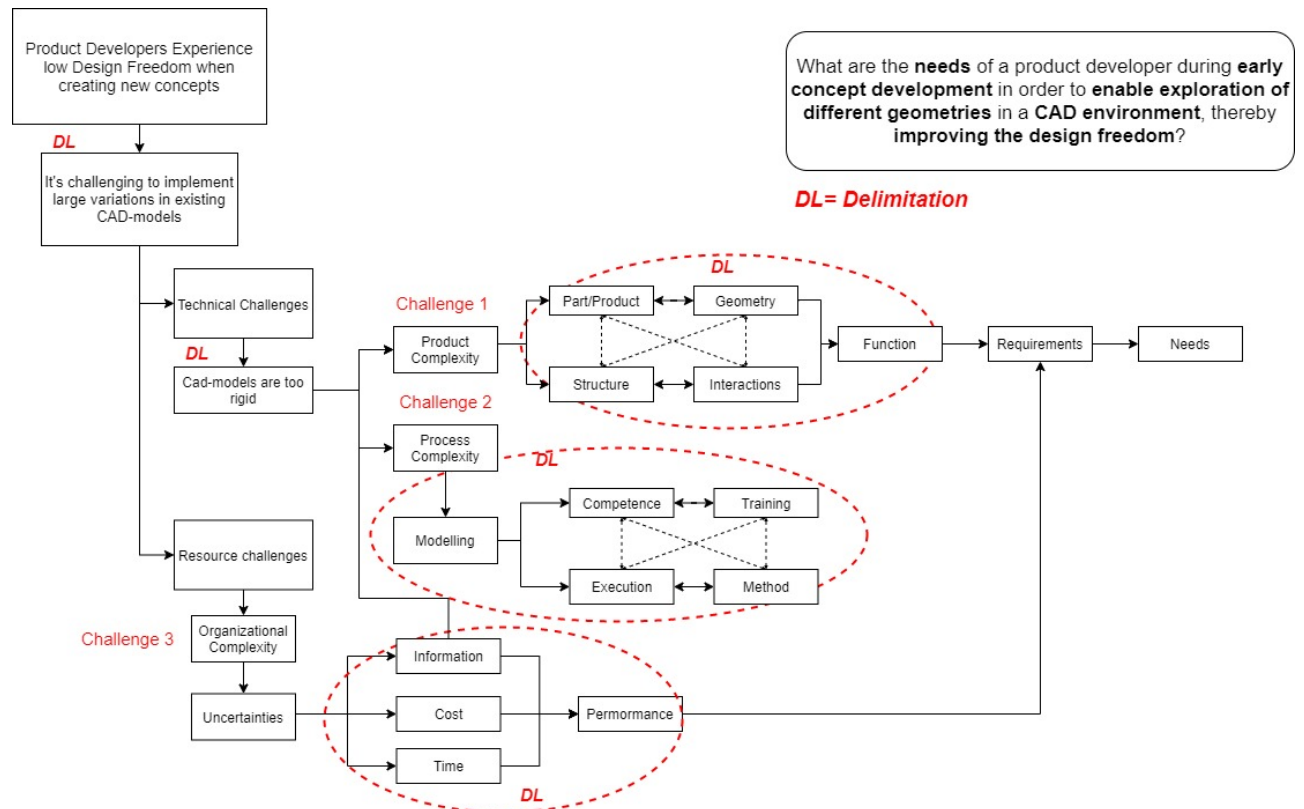 Product Developers Experience
low Design Freedom when
creating new concepts
What are the needs of a product developer during early
concept development in order to enable exploration of
different geometries in a CAD environment, thereby
improving the design freedom?
DL
DL= Delimitation
It's challenging to implement
large variations in existing
CAD-models
DL
Technical Challenges
Challenge 1
Part/Product
Geometry
DL
Product
Complexity
Function
Requirements
Needs
Cad-models are too
rigid
Structure
Interactions
Challenge 2
Process
Complexity
DL
Competence
Training
Modelling
Resource challenges
Execution
Method
Challenge 3
Organizational
Complexity
Information
Uncertainties
Cost
Permormance
Time
DL